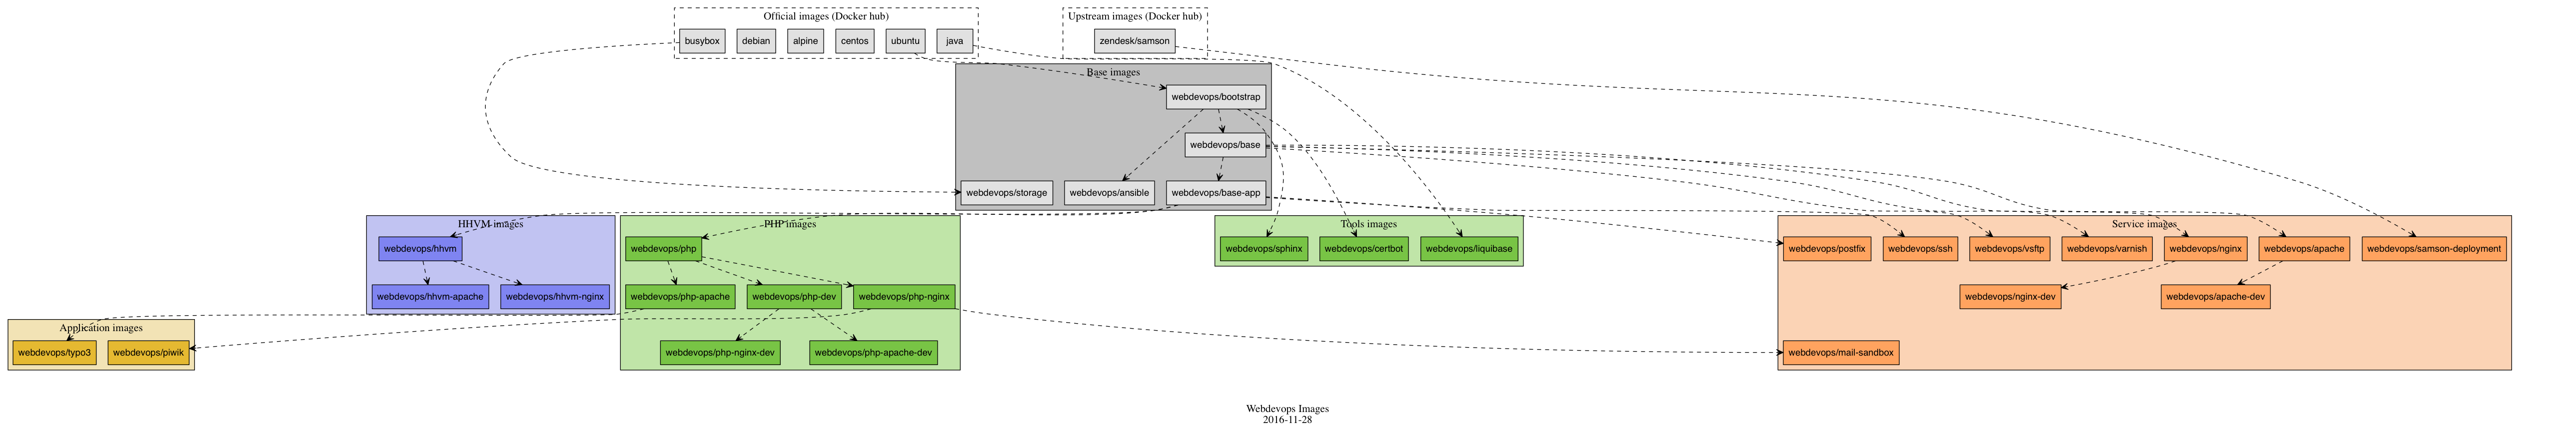 Official images (Docker hub)
busybox
debian
alpine
centos
ubuntu
java
Upstream images (Docker hub)
zendesk/samson
Base images
webdevops/bootstrap
webdevops/base
webdevops/storage
webdevops/ansible
webdevops/base-app
HHVM images
webdevops/hhvm
webdevops/hhvm-apache
webdevops/hhvm-nginx
PHP images
webdevops/php
webdevops/php-apache
webdevops/php-dev
webdevops/php-nginx
webdevops/php-nginx-dev
webdevops/php-apache-dev
Tools images
webdevops/sphinx
webdevops/certbot
webdevops/liquibase
Service images
webdevops/postfix
webdevops/ssh
webdevops/vsftp
webdevops/varnish
webdevops/nginx
webdevops/apache
webdevops/samson-deployment
webdevops/nginx-dev
webdevops/apache-dev
webdevops/mail-sandbox
Application images
webdevops/typo3
webdevops/piwik
Webdevops Images
2016-11-28